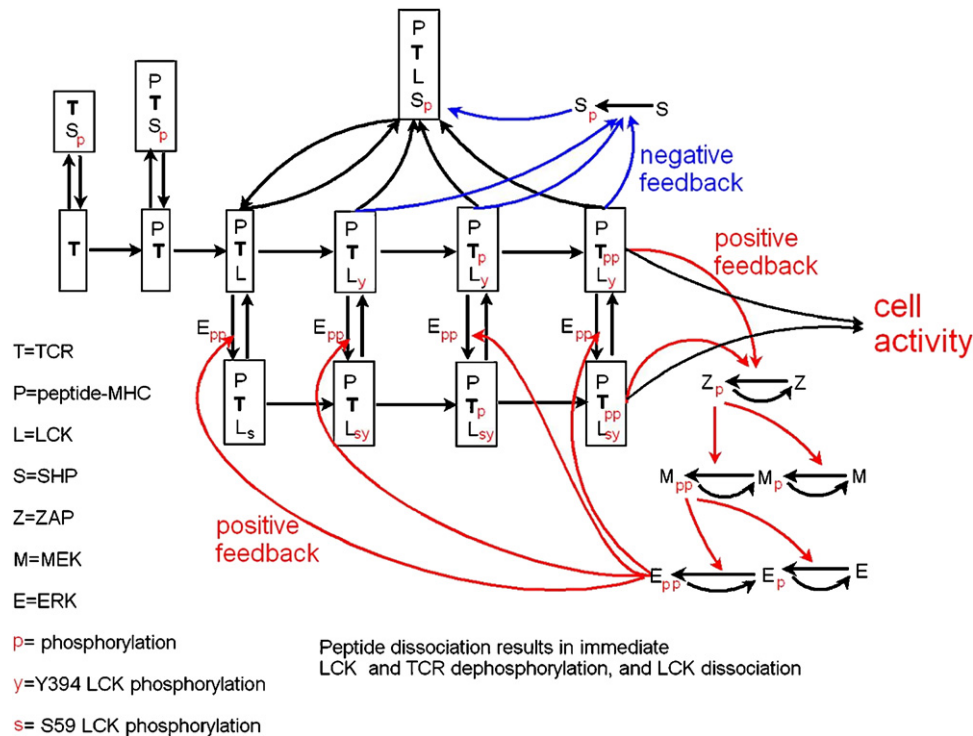 P
T
L
Sp
T
Sp
P
T
Sp
Sp
S
negative
feedback
T
P
T
P
T
L
P
T
Ly
P
Tp
Ly
P
Tpp
Ly
positive
feedback
cell
activity
Epp
Epp
Epp
Epp
P
T
Ls
P
T
Lsy
P
Tp
Lsy
P
Tpp
Lsy
Zp
Z
Mpp
Mp
M
Epp
Ep
E
positive
feedback
T=TCR
P=peptide-MHC
L=LCK
S=SHP
Z=ZAP
M=MEK
E=ERK
p= phosphorylation
y=Y394 LCK phosphorylation
s= S59 LCK phosphorylation
Peptide dissociation results in immediate
LCK and TCR dephosphorylation, and LCK dissociation